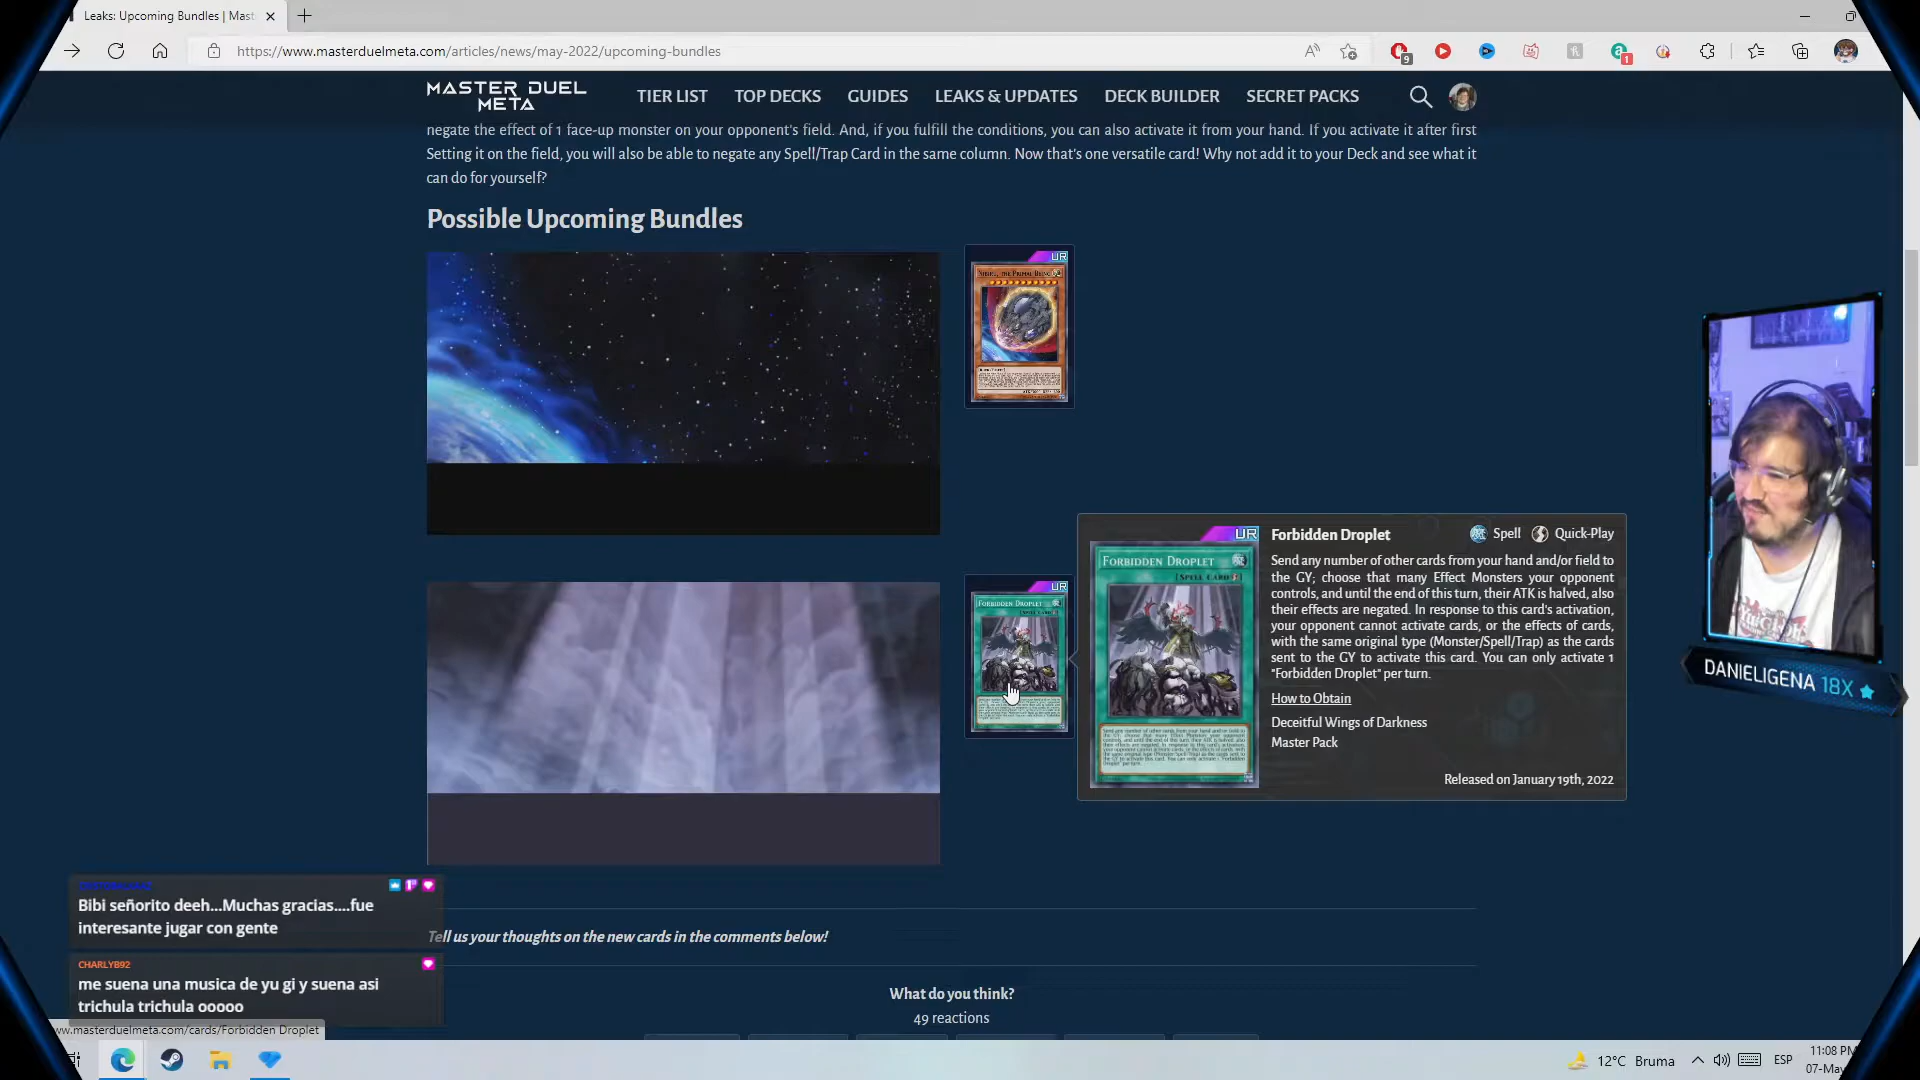 Leaks: Upcoming Bundles | Mast
https://www.masterduelmeta.com/articles/news/may-2022/upcoming-bundles
9
1
MASTER DUEL
META
TIER LIST
TOP DECKS
GUIDES
LEAKS & UPDATES
DECK BUILDER
SECRET PACKS
negate the effect of 1 face-up monster on your opponent's field. And, if you fulfill the conditions, you can also activate it from your hand. If you activate it after first
Setting it on the field, you will also be able to negate any Spell/Trap Card in the same column. Now that's one versatile card! Why not add it to your Deck and see what it
can do for yourself?
Possible Upcoming Bundles
UR
UR
FORBIDDEN DROPLET
UR
FORBIDDEN DROPLET
[SPELL CARD
Forbidden Droplet
Spell
Quick-Play
Send any number of other cards from your hand and/or field to
the GY; choose that many Effect Monsters your opponent
controls, and until the end of this turn, their ATK is halved, also
their effects are negated. In response to this card's activation,
your opponent cannot activate cards, or the effects of cards,
with the same original type (Monster/Spell/Trap) as the cards
sent to the GY to activate this card. You can only activate 1
"Forbidden Droplet" per turn.
How to Obtain
Deceitful Wings of Darkness
Master Pack
Released on January 19th, 2022
DANIELIGENA 18X
Bibi señorito deeh...Muchas gracias....fue
interesante jugar con gente
CHARLYB92
me suena una musica de yu gi y suena asi
trichula trichula ooooo
Tell us your thoughts on the new cards in the comments below!
What do you think?
49 reactions
ww.masterduelmeta.com/cards/Forbidden Droplet
12°C Bruma
ESP
11:08 PM
07-May